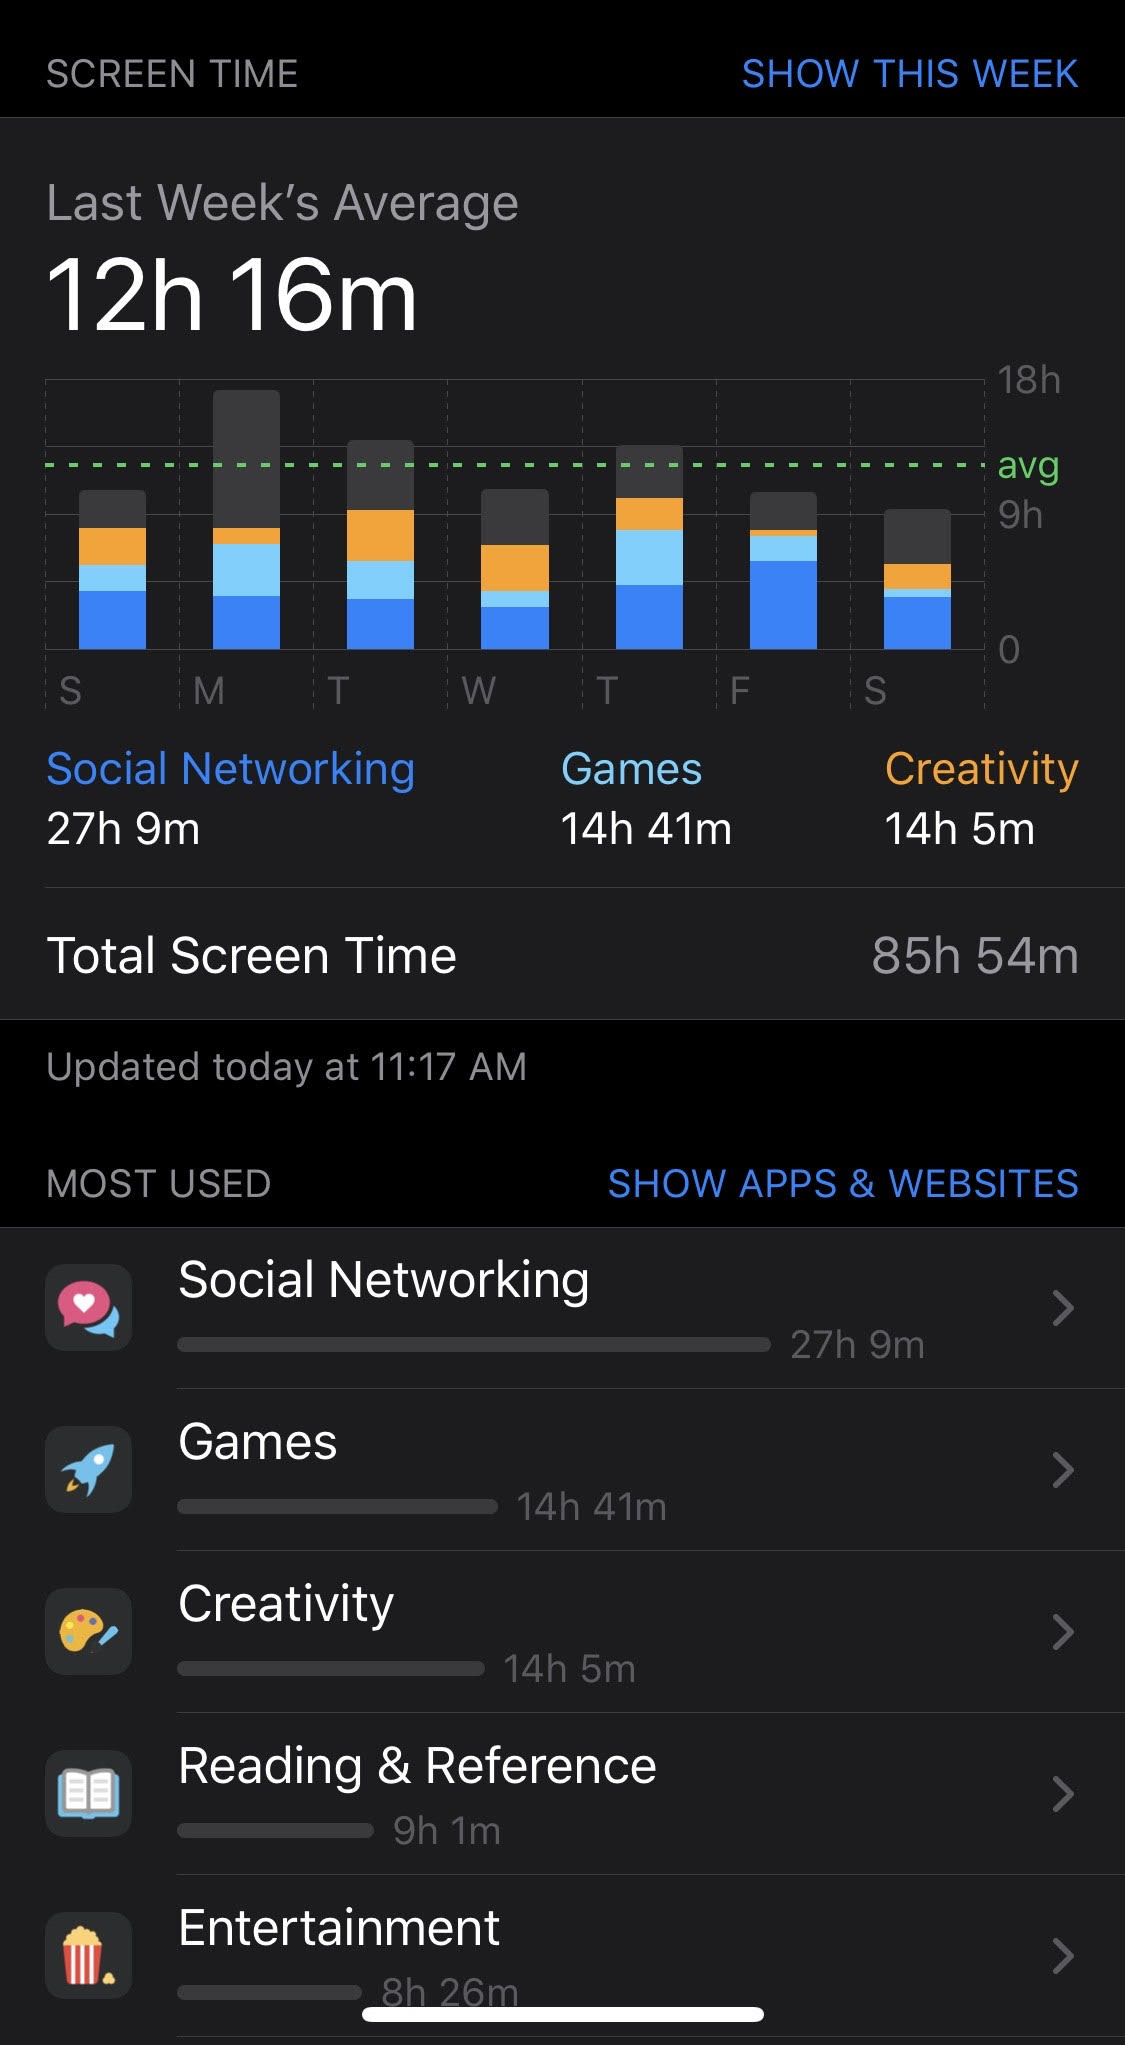 SCREEN TIME SHOW THIS WEEK
Last Week’s Average
12h 16m
18h
avg
9h
0
S M T W T F S
Social Networking Games Creativity
27h 9m 14h 41m 14h 5m
Total Screen Time 85h 54m
Updated today at 11:17 AM
MOST USED SHOW APPS & WEBSITES
Social Networking
27h 9m
Games
14h 41m
Creativity
14h 5m
Reading & Reference
9h 1m
Entertainment
8h 26m